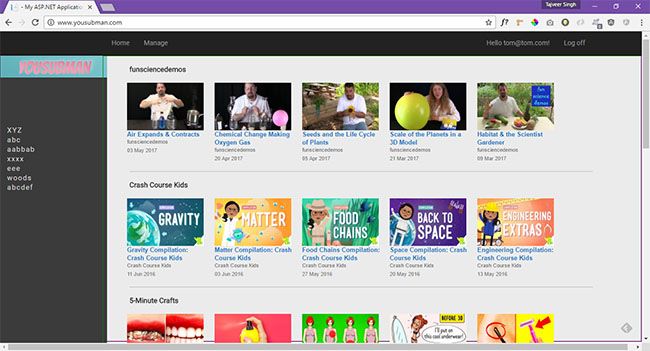 - My ASP.NET Applicatio
Tajveer Singh
www.yousubman.com
Home Manage Hello tom@tom.com! Log off
YOUSUBMAN
XYZ
abc
aabbab
xxxx
eee
woods
abcdef
funsciencedemos
fun
science
demos
Air Expands & Contracts
funsciencedemos
03 May 2017
Chemical Change Making
Oxygen Gas
funsciencedemos
20 Apr 2017
Seeds and the Life Cycle
of Plants
funsciencedemos
05 Apr 2017
Scale of the Planets in a
3D Model
funsciencedemos
21 Mar 2017
Habitat & the Scientist
Gardener
funsciencedemos
09 Mar 2017
Crash Course Kids
GRAVITY
MATTER
FOOD
CHAINS
BACK TO
SPACE
ENGINEERING
EXTRAS
Gravity Compilation:
Crash Course Kids
Crash Course Kids
11 Jun 2016
Matter Compilation: Crash
Course Kids
Crash Course Kids
03 Jun 2016
Food Chains Compilation:
Crash Course Kids
Crash Course Kids
27 May 2016
Space Compilation: Crash
Course Kids
Crash Course Kids
20 May 2016
Engineering Compilation:
Crash Course Kids
Crash Course Kids
13 May 2016
5-Minute Crafts
I'll put on
this cool underwear!
BEFORE 30